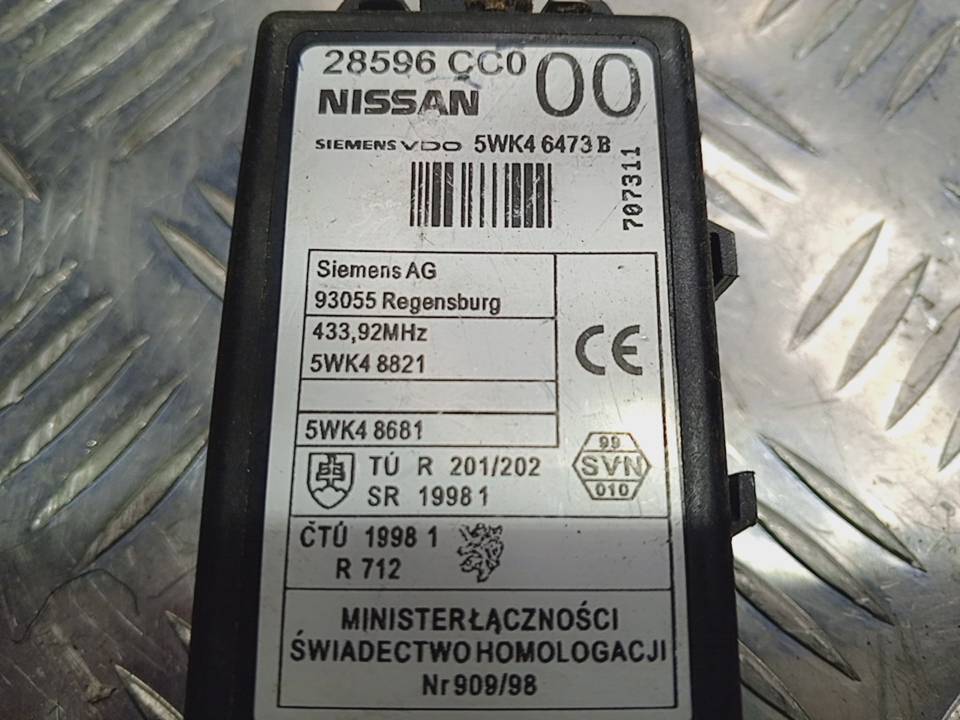 28596 CC0 00
NISSAN
SIEMENS VDO 5WK4 6473 B
707311
Siemens AG
93055 Regensburg
433,92MHz
5WK4 8821
CE
5WK4 8681
TÚ R 201/202
SR 1998 1
99
SVN
010
ČTÚ 1998 1
R 712
MINISTER ŁĄCZNOŚCI
ŚWIADECTWO HOMOLOGACJI
Nr 909/98